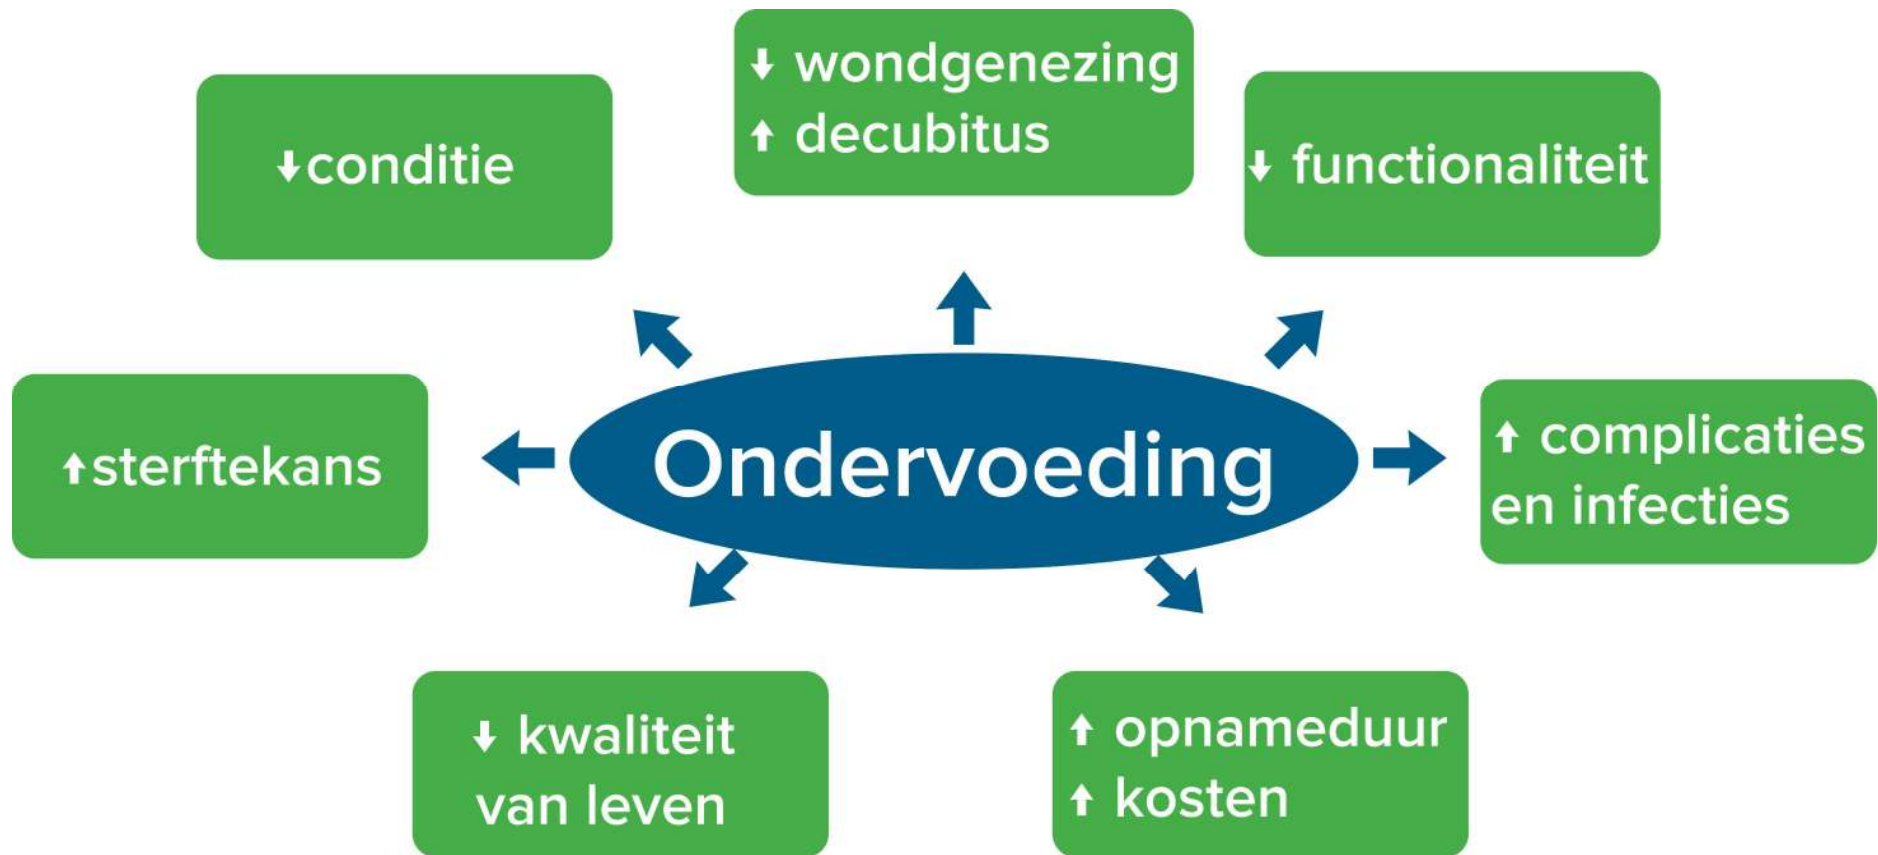 ↓ wondgenezing
↑ decubitus
↓conditie
↓ functionaliteit
Ondervoeding
↑sterftekans
↑ complicaties
en infecties
↓ kwaliteit
van leven
↑ opnameduur
↑ kosten